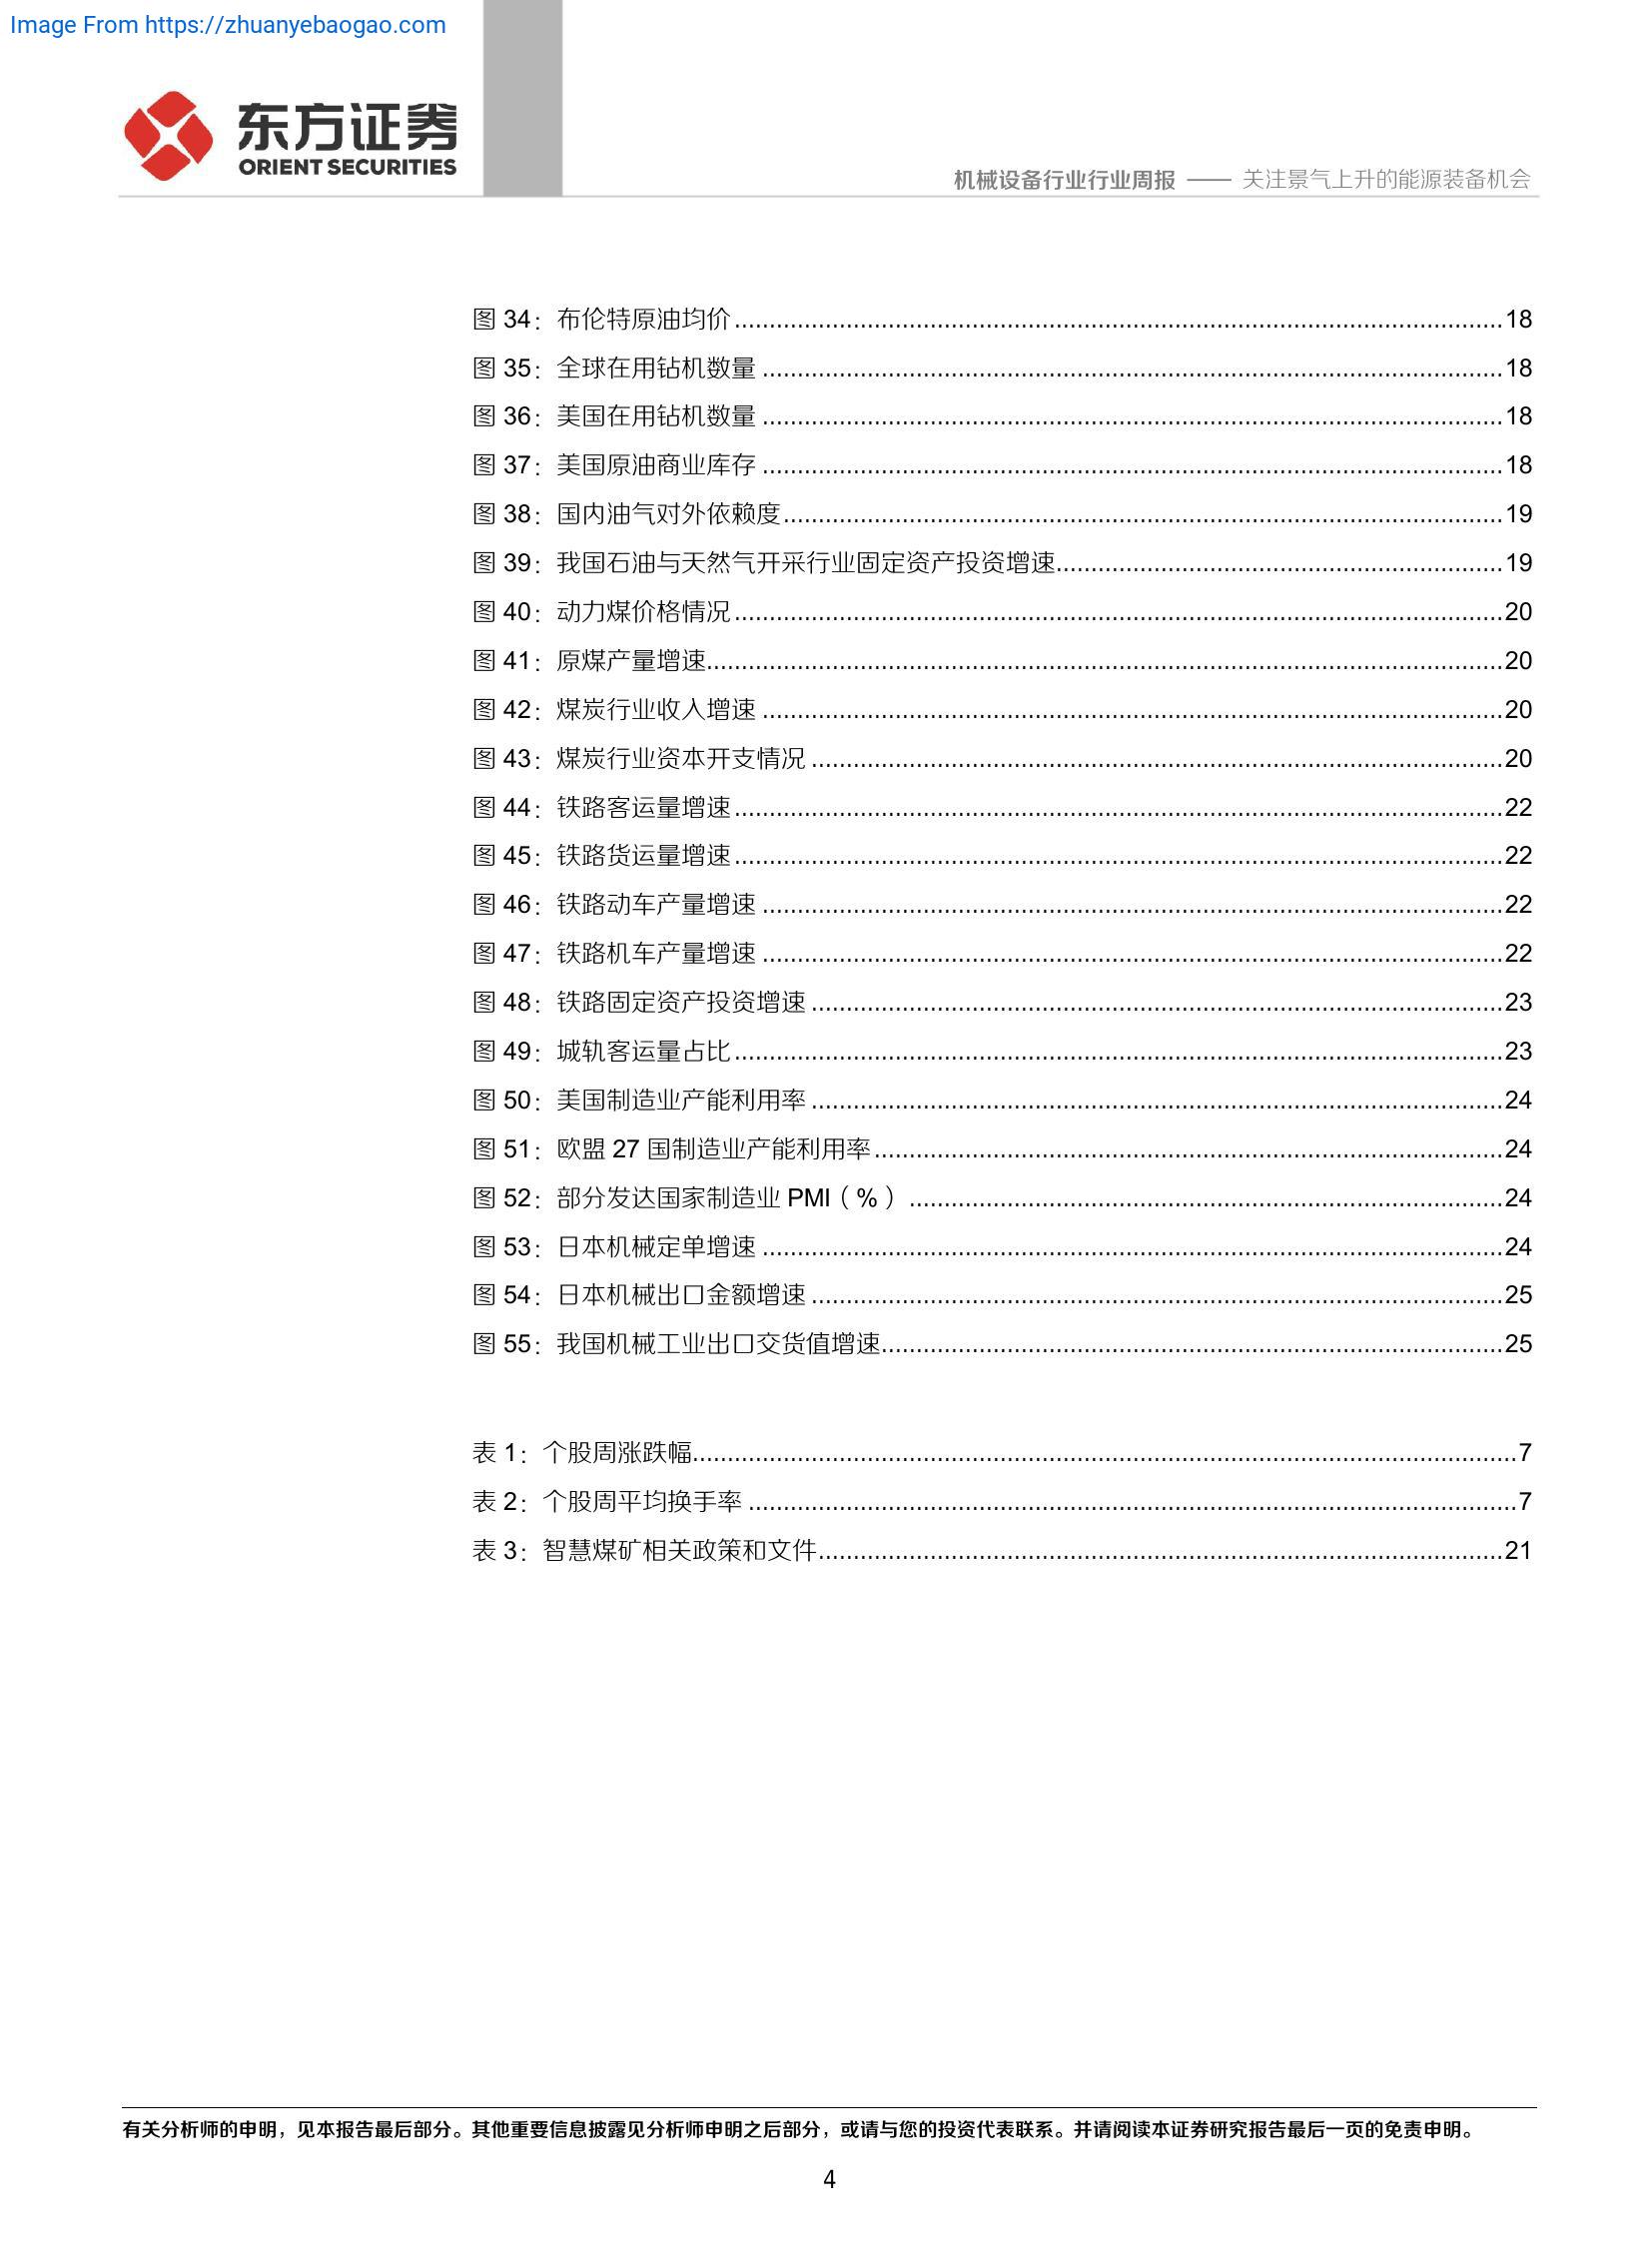 Image From https://zhuanyebaogao.com
东方证券
ORIENT SECURITIES
机械设备行业行业周报 —— 关注景气上升的能源装备机会
图 34：布伦特原油均价........................................18
图 35：全球在用钻机数量........................................18
图 36：美国在用钻机数量........................................18
图 37：美国原油商业库存........................................18
图 38：国内油气对外依赖度........................................19
图 39：我国石油与天然气开采行业固定资产投资增速........................................19
图 40：动力煤价格情况........................................20
图 41：原煤产量增速........................................20
图 42：煤炭行业收入增速........................................20
图 43：煤炭行业资本开支情况........................................20
图 44：铁路客运量增速........................................22
图 45：铁路货运量增速........................................22
图 46：铁路动车产量增速........................................22
图 47：铁路机车产量增速........................................22
图 48：铁路固定资产投资增速........................................23
图 49：城轨客运量占比........................................23
图 50：美国制造业产能利用率........................................24
图 51：欧盟 27 国制造业产能利用率........................................24
图 52：部分发达国家制造业 PMI（%）........................................24
图 53：日本机械定单增速........................................24
图 54：日本机械出口金额增速........................................25
图 55：我国机械工业出口交货值增速........................................25
表 1：个股周涨跌幅........................................7
表 2：个股周平均换手率........................................7
表 3：智慧煤矿相关政策和文件........................................21
有关分析师的申明，见本报告最后部分。其他重要信息披露见分析师申明之后部分，或请与您的投资代表联系。并请阅读本证券研究报告最后一页的免责申明。
4